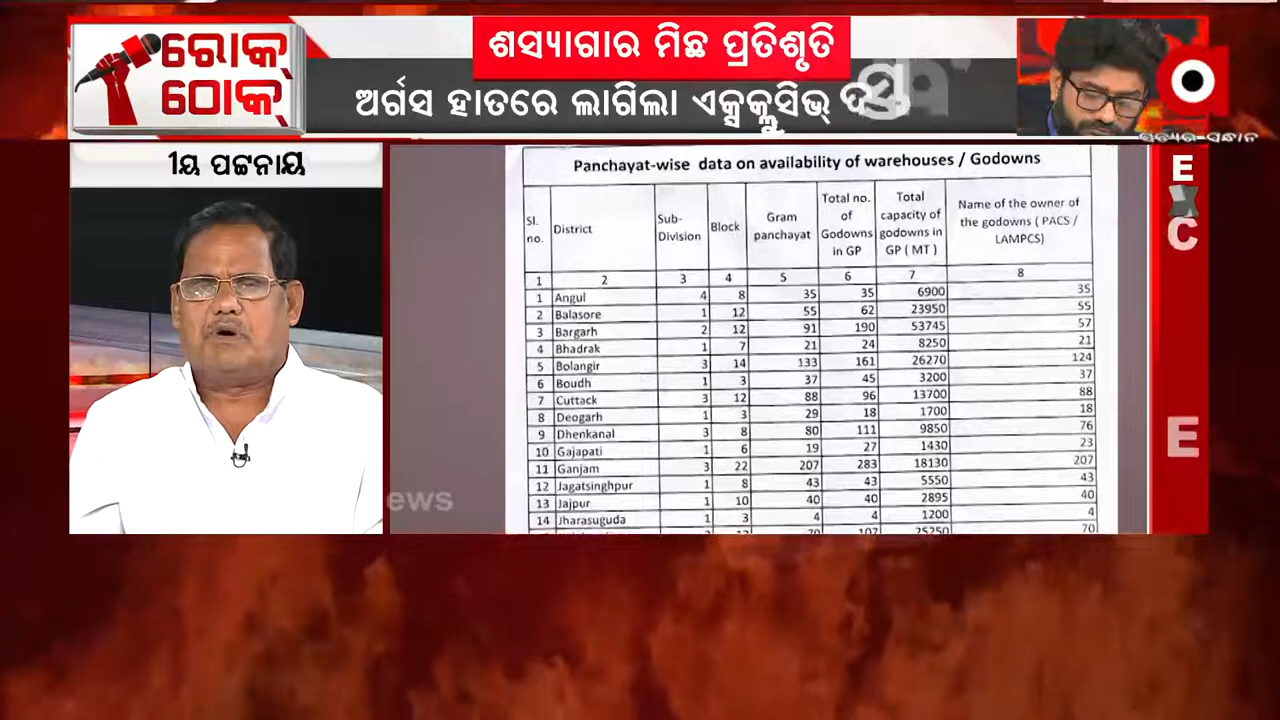 ରୋକ୍
ଠୋକ୍
ଶସ୍ୟାଗାର ମିଛ ପ୍ରତିଶୃତି
ଅର୍ଗସ ହାତରେ ଲାଗିଲା ଏକ୍ସକ୍ଲୁସିଭ୍
ସତ୍ୟର ସନ୍ଧାନ
ୀୟ ପଟ୍ଟନାୟ
Panchayat-wise data on availability of warehouses / Godowns
Sl. no. District Sub-Division Block Gram panchayat Total no. of Godowns in GP Total capacity of godowns in GP ( MT ) Name of the owner of the godowns ( PACS / LAMPCS)
1 2 3 4 5 6 7 8
1 Angul 4 8 35 35 6900 35
2 Balasore 1 12 55 62 23950 55
3 Bargarh 2 12 91 190 53745 57
4 Bhadrak 1 7 21 24 8250 21
5 Bolangir 3 14 133 161 26270 124
6 Boudh 1 3 37 45 3200 37
7 Cuttack 3 12 88 96 13700 88
8 Deogarh 1 3 29 18 1700 18
9 Dhenkanal 3 8 80 111 9850 76
10 Gajapati 1 6 19 27 1430 23
11 Ganjam 3 22 207 283 18130 207
12 Jagatsinghpur 1 8 43 43 5550 43
13 Jajpur 1 10 40 40 2895 40
14 Jharasuguda 1 3 4 4 1200 4
70 107 25250 70
ews
E
X
C
E